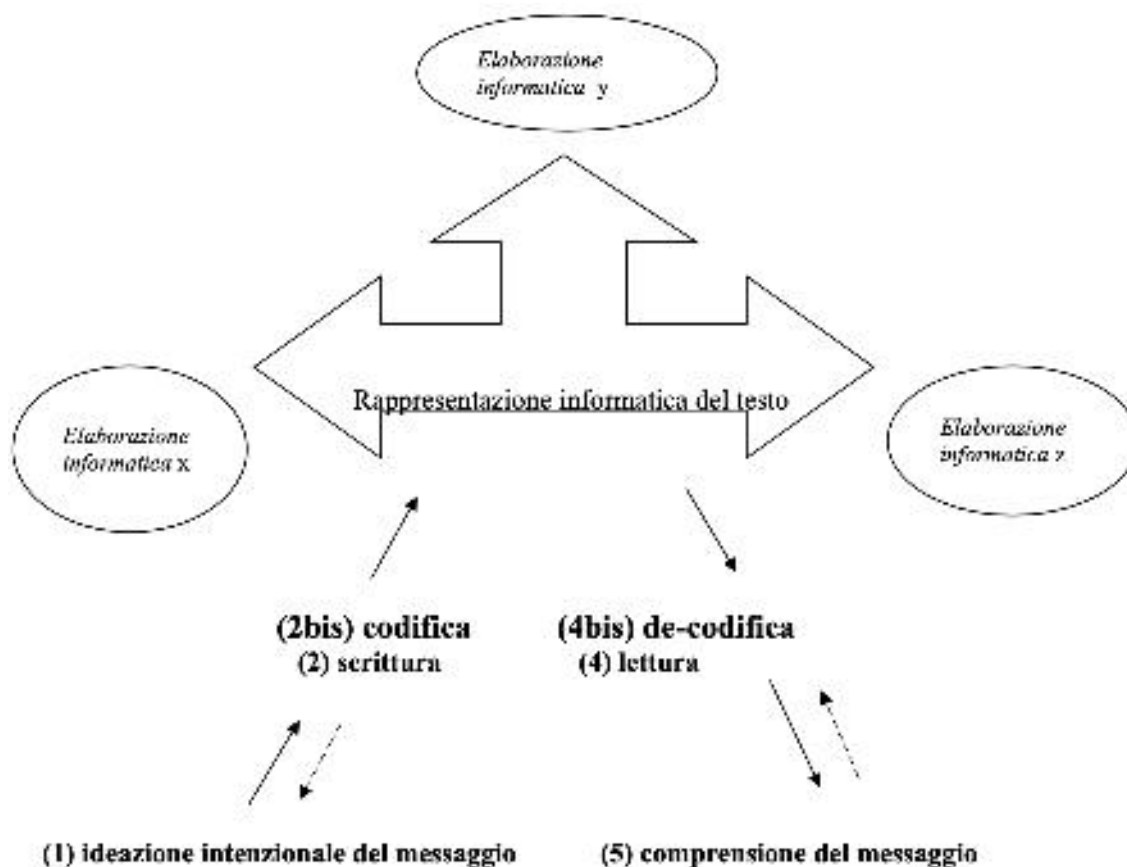 Elaborazione
informatica y
Rappresentazione informatica del testo
Elaborazione
informatica x
Elaborazione
informatica z
(2bis) codifica
(2) scrittura
(4bis) de-codifica
(4) lettura
(1) ideazione intenzionale del messaggio
(5) comprensione del messaggio